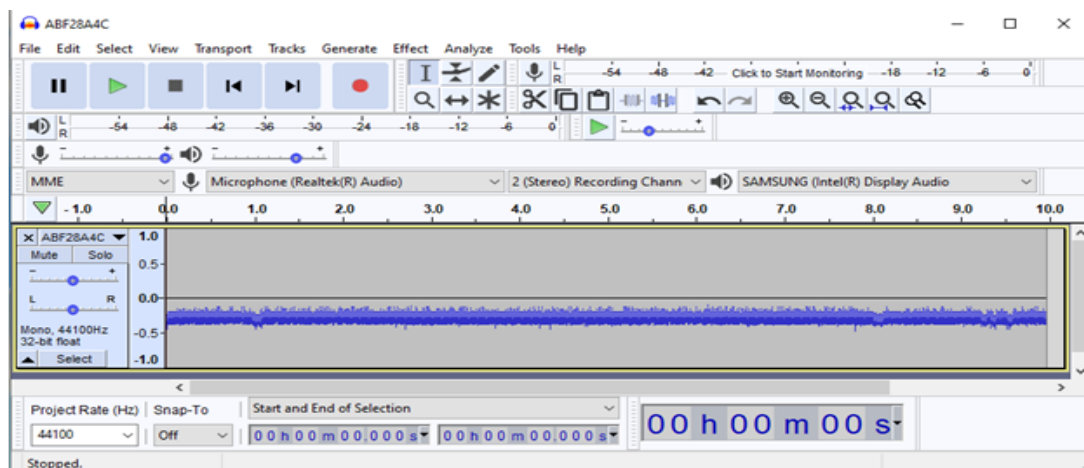 ABF28A4C
File Edit Select View Transport Tracks Generate Effect Analyze Tools Help
L
R
-54 -48 -42 Click to Start Monitoring -18 -12 -6 0
L
R
-54 -48 -42 -36 -30 -24 -18 -12 -6 0
MME Microphone (Realtek(R) Audio) 2 (Stereo) Recording Chann SAMSUNG (Intel(R) Display Audio
- 1.0 0.0 1.0 2.0 3.0 4.0 5.0 6.0 7.0 8.0 9.0 10.0
ABF28A4C
Mute Solo
L R
Mono, 44100Hz
32-bit float
Select
1.0
0.5
0.0
-0.5
-1.0
Project Rate (Hz) Snap-To Start and End of Selection
44100 Off 00 h 00 m 00.000 s 00 h 00 m 00.000 s 00 h 00 m 00 s
Stopped.